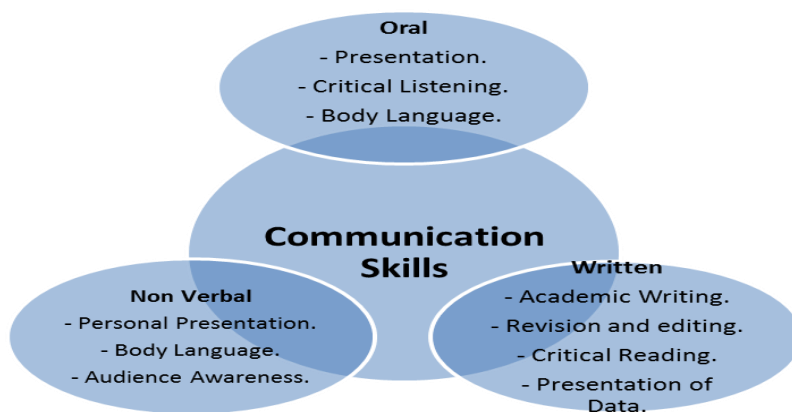 Oral
- Presentation.
- Critical Listening.
- Body Language.
Communication
Skills
Non Verbal
- Personal Presentation.
- Body Language.
- Audience Awareness.
Written
- Academic Writing.
- Revision and editing.
- Critical Reading.
- Presentation of
Data.